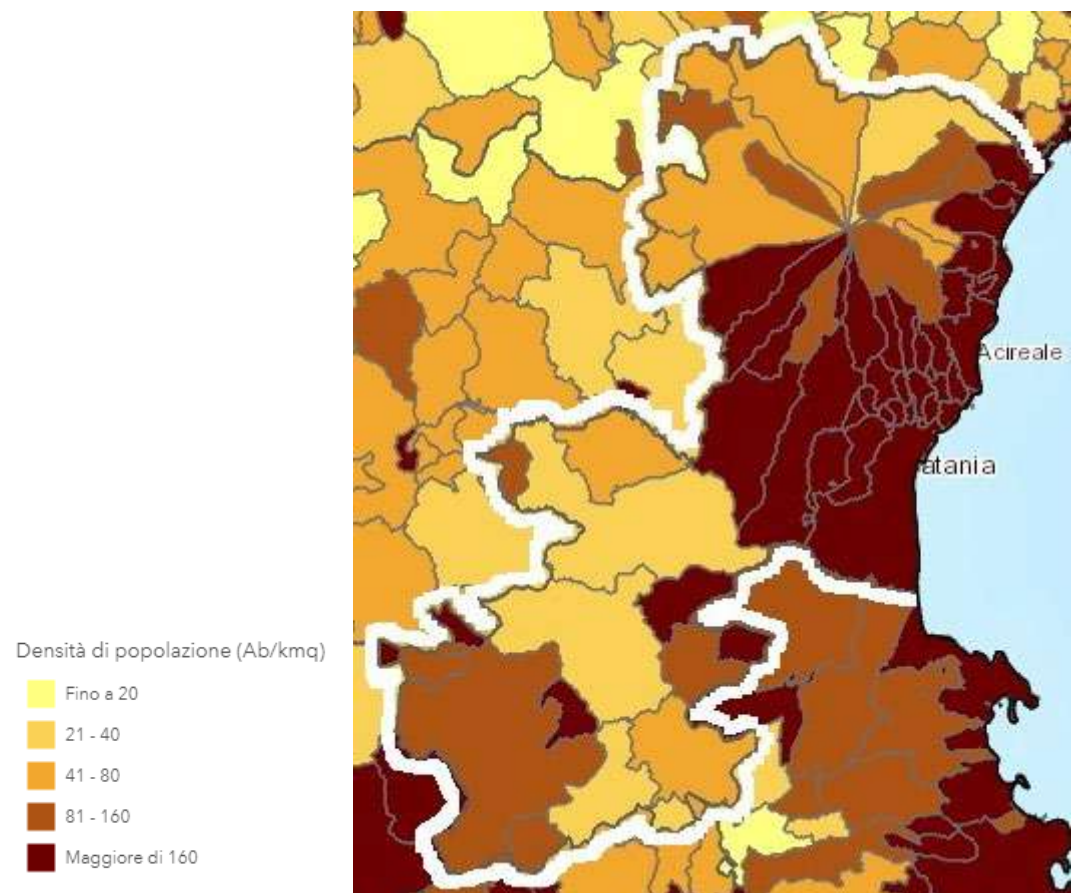 Acireale
atania
Densità di popolazione (Ab/kmq)
Fino a 20
21 - 40
41 - 80
81 - 160
Maggiore di 160